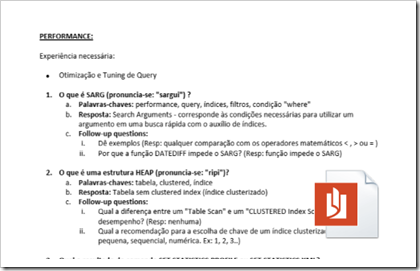 PERFORMANCE:
Experiência necessária:
• Otimização e Tuning de Query
1. O que é SARG (pronuncia-se: "sargui") ?
a. Palavras-chaves: performance, query, índices, filtros, condição "where"
b. Resposta: Search Arguments - corresponde às condições necessárias para utilizar um
argumento em uma busca rápida com o auxílio de índices.
c. Follow-up questions:
i. Dê exemplos (Resp: qualquer comparação com os operadores matemáticos < , > ou = )
ii. Por que a função DATEDIFF impede o SARG? (Resp: função impede o SARG)
2. O que é uma estrutura HEAP (pronuncia-se: "ripi")?
a. Palavras-chaves: tabela, clustered, índice
b. Resposta: Tabela sem clustered index (índice clusterizado)
c. Follow-up questions:
i. Qual a diferença entre um "Table Scan" e um "CLUSTERED Index Sc
desempenho? (Resp: nenhuma)
ii. Qual a recomendação para a escolha de chave de um índice clusteriza
pequena, sequencial, numérica. Ex: 1, 2, 3..)